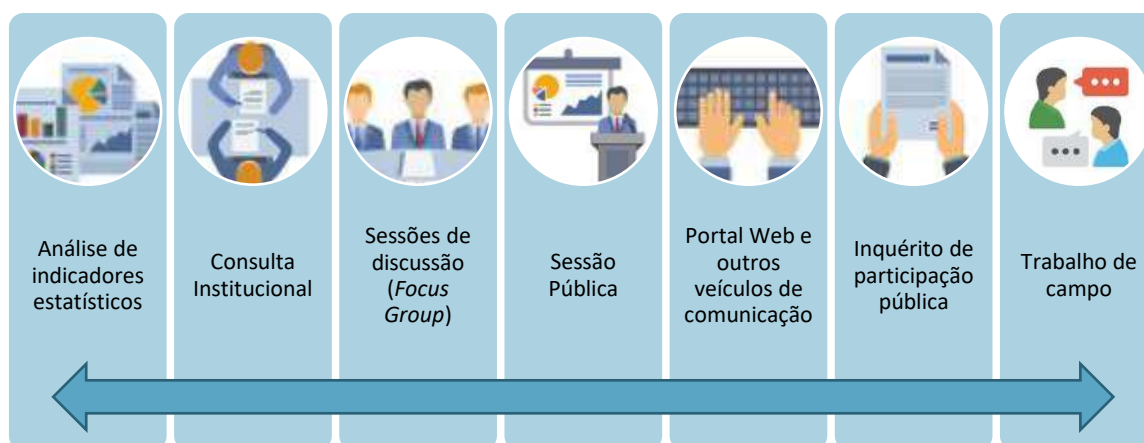 Análise de
indicadores
estatísticos
Consulta
Institucional
Sessões de
discussão
(Focus
Group)
Sessão
Pública
Portal Web e
outros
veículos de
comunicação
Inquérito de
participação
pública
Trabalho de
campo